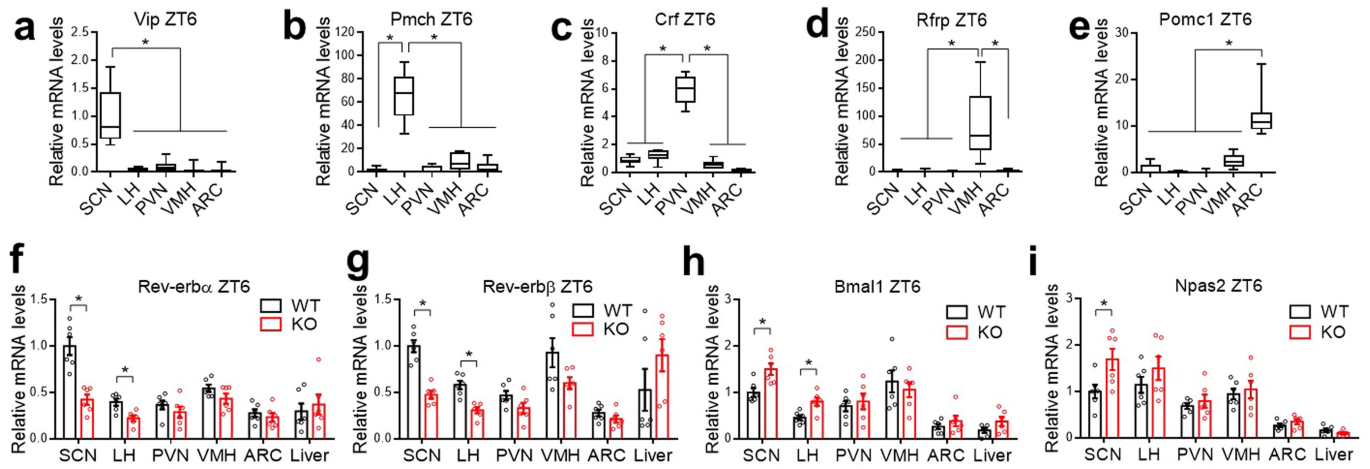 a
Vip ZT6
Relative mRNA levels
2.5
2.0
1.5
1.0
0.5
0.0
*
SCN
LH
PVN
VMH
ARC
b
Pmch ZT6
Relative mRNA levels
120
100
80
60
40
20
0
* *
SCN
LH
PVN
VMH
ARC
c
Crf ZT6
Relative mRNA levels
10
8
6
4
2
0
* *
SCN
LH
PVN
VMH
ARC
d
Rfrp ZT6
Relative mRNA levels
250
200
150
100
50
0
* *
SCN
LH
PVN
VMH
ARC
e
Pomc1 ZT6
Relative mRNA levels
30
20
10
0
*
SCN
LH
PVN
VMH
ARC
f
Rev-erbα ZT6
Relative mRNA levels
1.5
1.0
0.5
0.0
WT
KO
* *
SCN LH PVN VMH ARC Liver
g
Rev-erbβ ZT6
Relative mRNA levels
1.5
1.0
0.5
0.0
WT
KO
* *
SCN LH PVN VMH ARC Liver
h
Bmal1 ZT6
Relative mRNA levels
3
2
1
0
WT
KO
* *
SCN LH PVN VMH ARC Liver
i
Npas2 ZT6
Relative mRNA levels
3
2
1
0
WT
KO
*
SCN LH PVN VMH ARC Liver